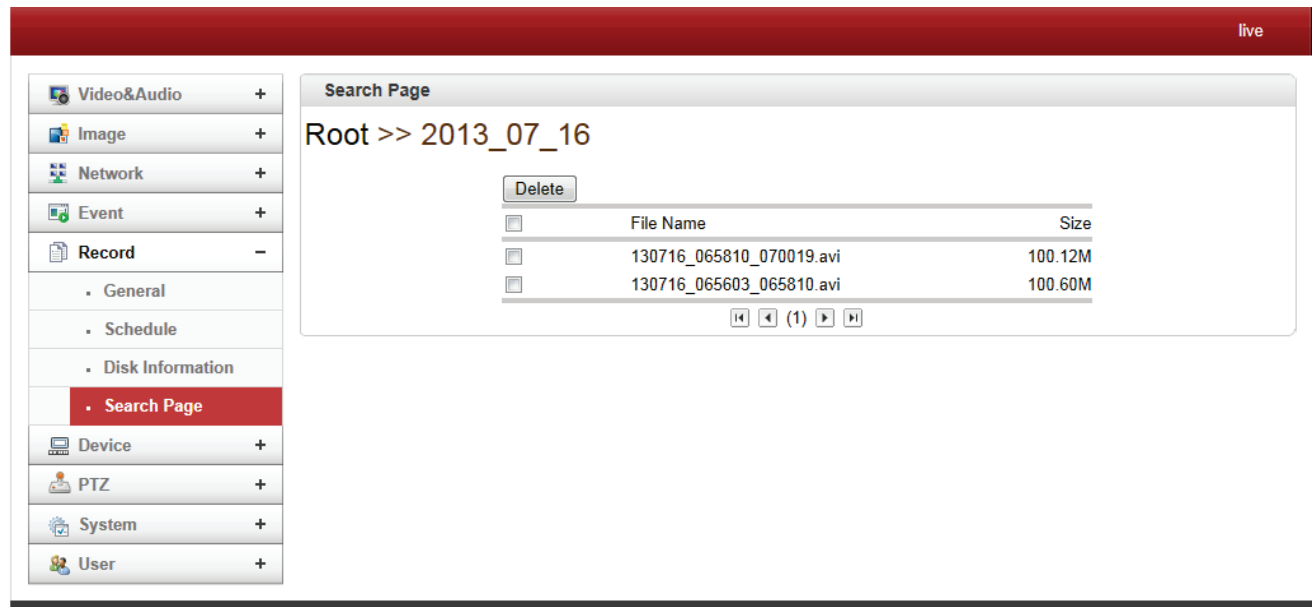 live
Video&Audio +
Image +
Network +
Event +
Record −
General
Schedule
Disk Information
Search Page
Device +
PTZ +
System +
User +
Search Page
Root >> 2013_07_16
Delete
File Name Size
130716_065810_070019.avi 100.12M
130716_065603_065810.avi 100.60M
(1)